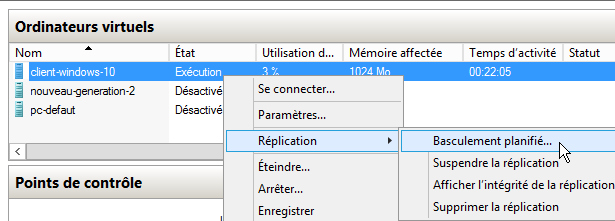 Ordinateurs virtuels
Nom État Utilisation d... Mémoire affectée Temps d'activité Statut
client-windows-10 Exécution 3 % 1024 Mo 00:22:05
nouveau-generation-2 Désactivé
pc-defaut Désactivé
Se connecter...
Paramètres...
Réplication
Éteindre...
Arrêter...
Enregistrer
Basculement planifié...
Suspendre la réplication
Afficher l'intégrité de la réplication
Supprimer la réplication
Points de contrôle